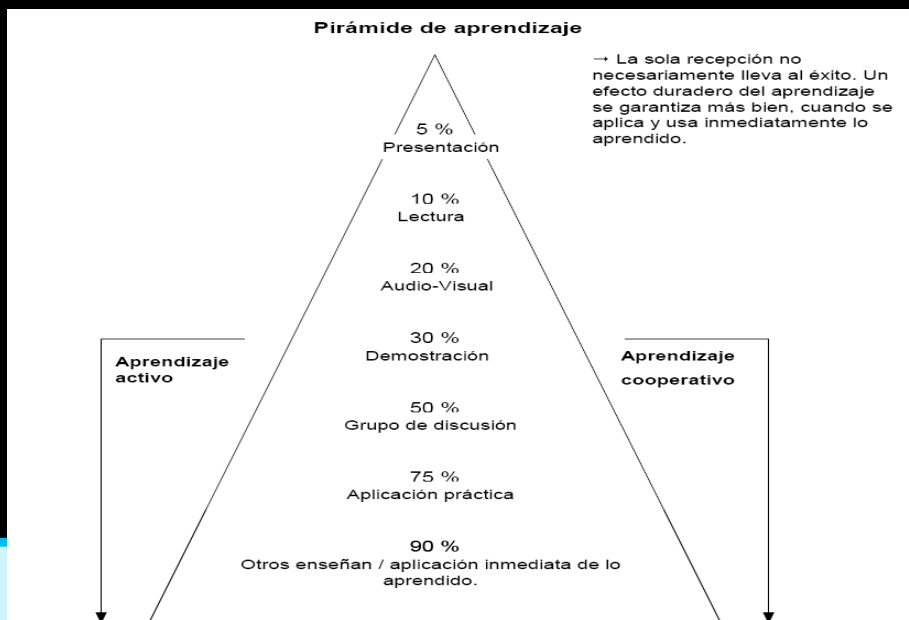 Pirámide de aprendizaje
→ La sola recepción no
necesariamente lleva al éxito. Un
efecto duradero del aprendizaje
se garantiza más bien, cuando se
aplica y usa inmediatamente lo
aprendido.
5 %
Presentación
10 %
Lectura
20 %
Audio-Visual
30 %
Demostración
Aprendizaje
activo
Aprendizaje
cooperativo
50 %
Grupo de discusión
75 %
Aplicación práctica
90 %
Otros enseñan / aplicación inmediata de lo
aprendido.